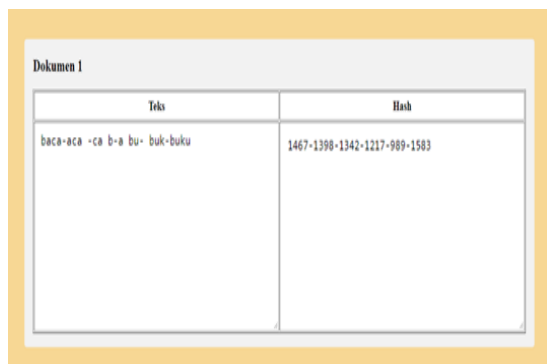 Dokumen 1
Teks
Hash
baca-aca -ca b-a bu- buk-buku
1467-1398-1342-1217-989-1583